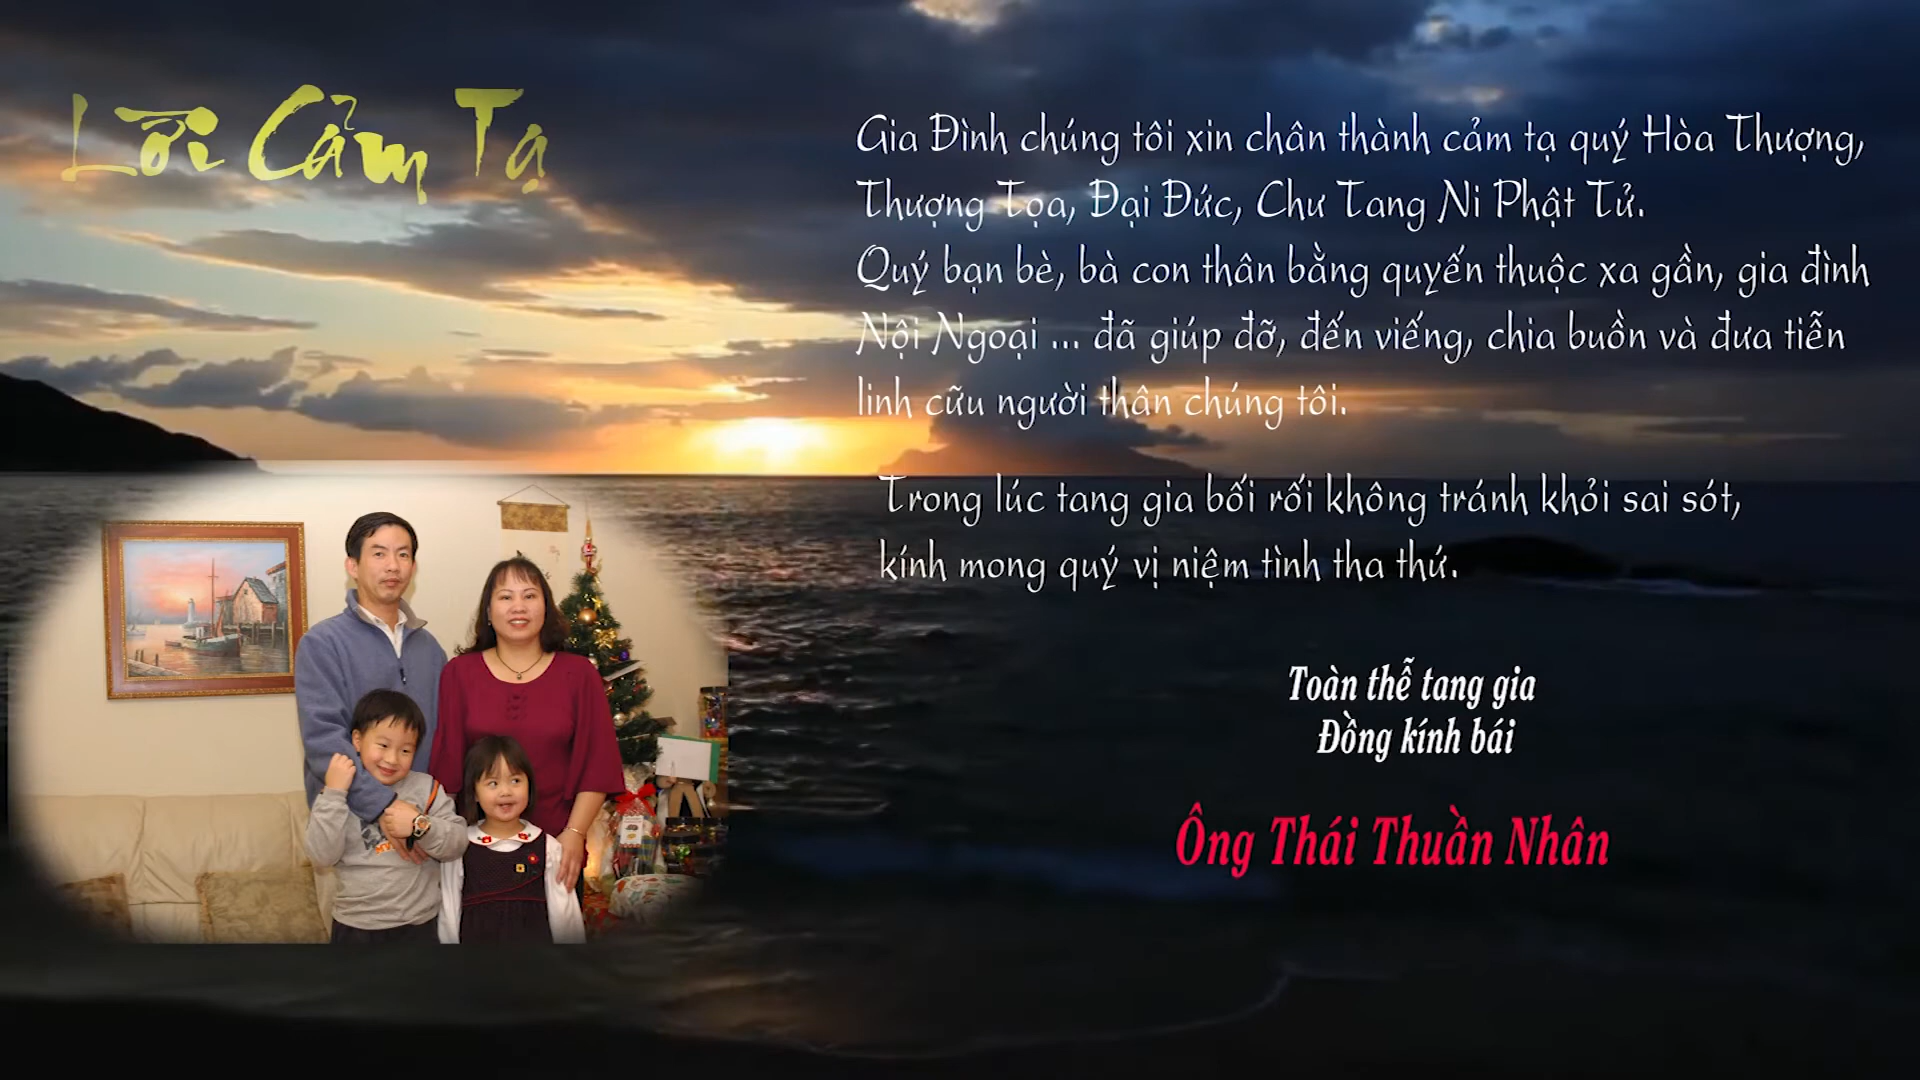 Lời Cảm Tạ
Gia Đình chúng tôi xin chân thành cảm tạ quý Hòa Thượng,
Thượng Tọa, Đại Đức, Chư Tang Ni Phật Tử.
Quý bạn bè, bà con thân bằng quyến thuộc xa gần, gia đình
Nội Ngoại ... đã giúp đỡ, đến viếng, chia buồn và đưa tiễn
linh cữu người thân chúng tôi.
Trong lúc tang gia bối rối không tránh khỏi sai sót,
kính mong quý vị niệm tình tha thứ.
Toàn thễ tang gia
Đồng kính bái
Ông Thái Thuần Nhân